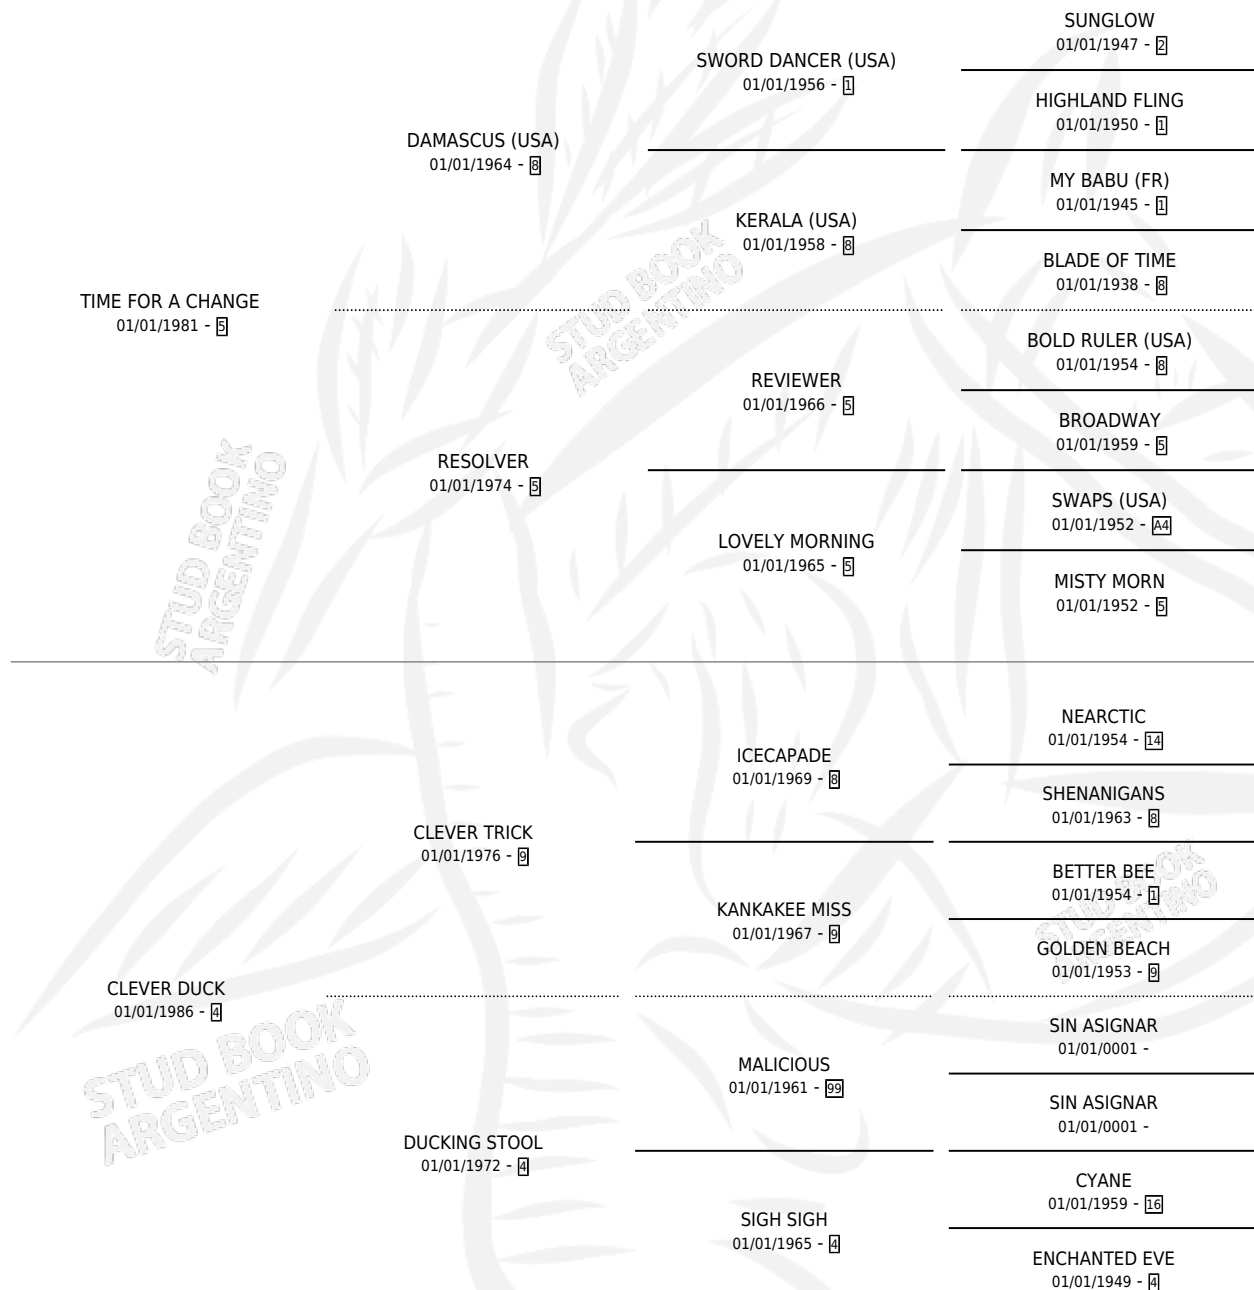 SUNGLOW
01/01/1947 - 2
SWORD DANCER (USA)
01/01/1956 - 1
HIGHLAND FLING
01/01/1950 - 1
DAMASCUS (USA)
01/01/1964 - 8
MY BABU (FR)
01/01/1945 - 1
KERALA (USA)
01/01/1958 - 8
BLADE OF TIME
01/01/1938 - 8
TIME FOR A CHANGE
01/01/1981 - 5
BOLD RULER (USA)
01/01/1954 - 8
REVIEWER
01/01/1966 - 5
BROADWAY
01/01/1959 - 5
RESOLVER
01/01/1974 - 5
SWAPS (USA)
01/01/1952 - A4
LOVELY MORNING
01/01/1965 - 5
MISTY MORN
01/01/1952 - 5
NEARCTIC
01/01/1954 - 14
ICECAPADE
01/01/1969 - 8
SHENANIGANS
01/01/1963 - 8
CLEVER TRICK
01/01/1976 - 9
BETTER BEE
01/01/1954 - 1
KANKAKEE MISS
01/01/1967 - 9
GOLDEN BEACH
01/01/1953 - 9
CLEVER DUCK
01/01/1986 - 4
SIN ASIGNAR
01/01/0001 -
MALICIOUS
01/01/1961 - 99
SIN ASIGNAR
01/01/0001 -
DUCKING STOOL
01/01/1972 - 4
CYANE
01/01/1959 - 16
SIGH SIGH
01/01/1965 - 4
ENCHANTED EVE
01/01/1949 - 4
STUD BOOK
ARGENTINO
STUD BOOK
ARGENTINO
STUD BOOK
ARGENTINO
STUD BOOK
ARGENTINO